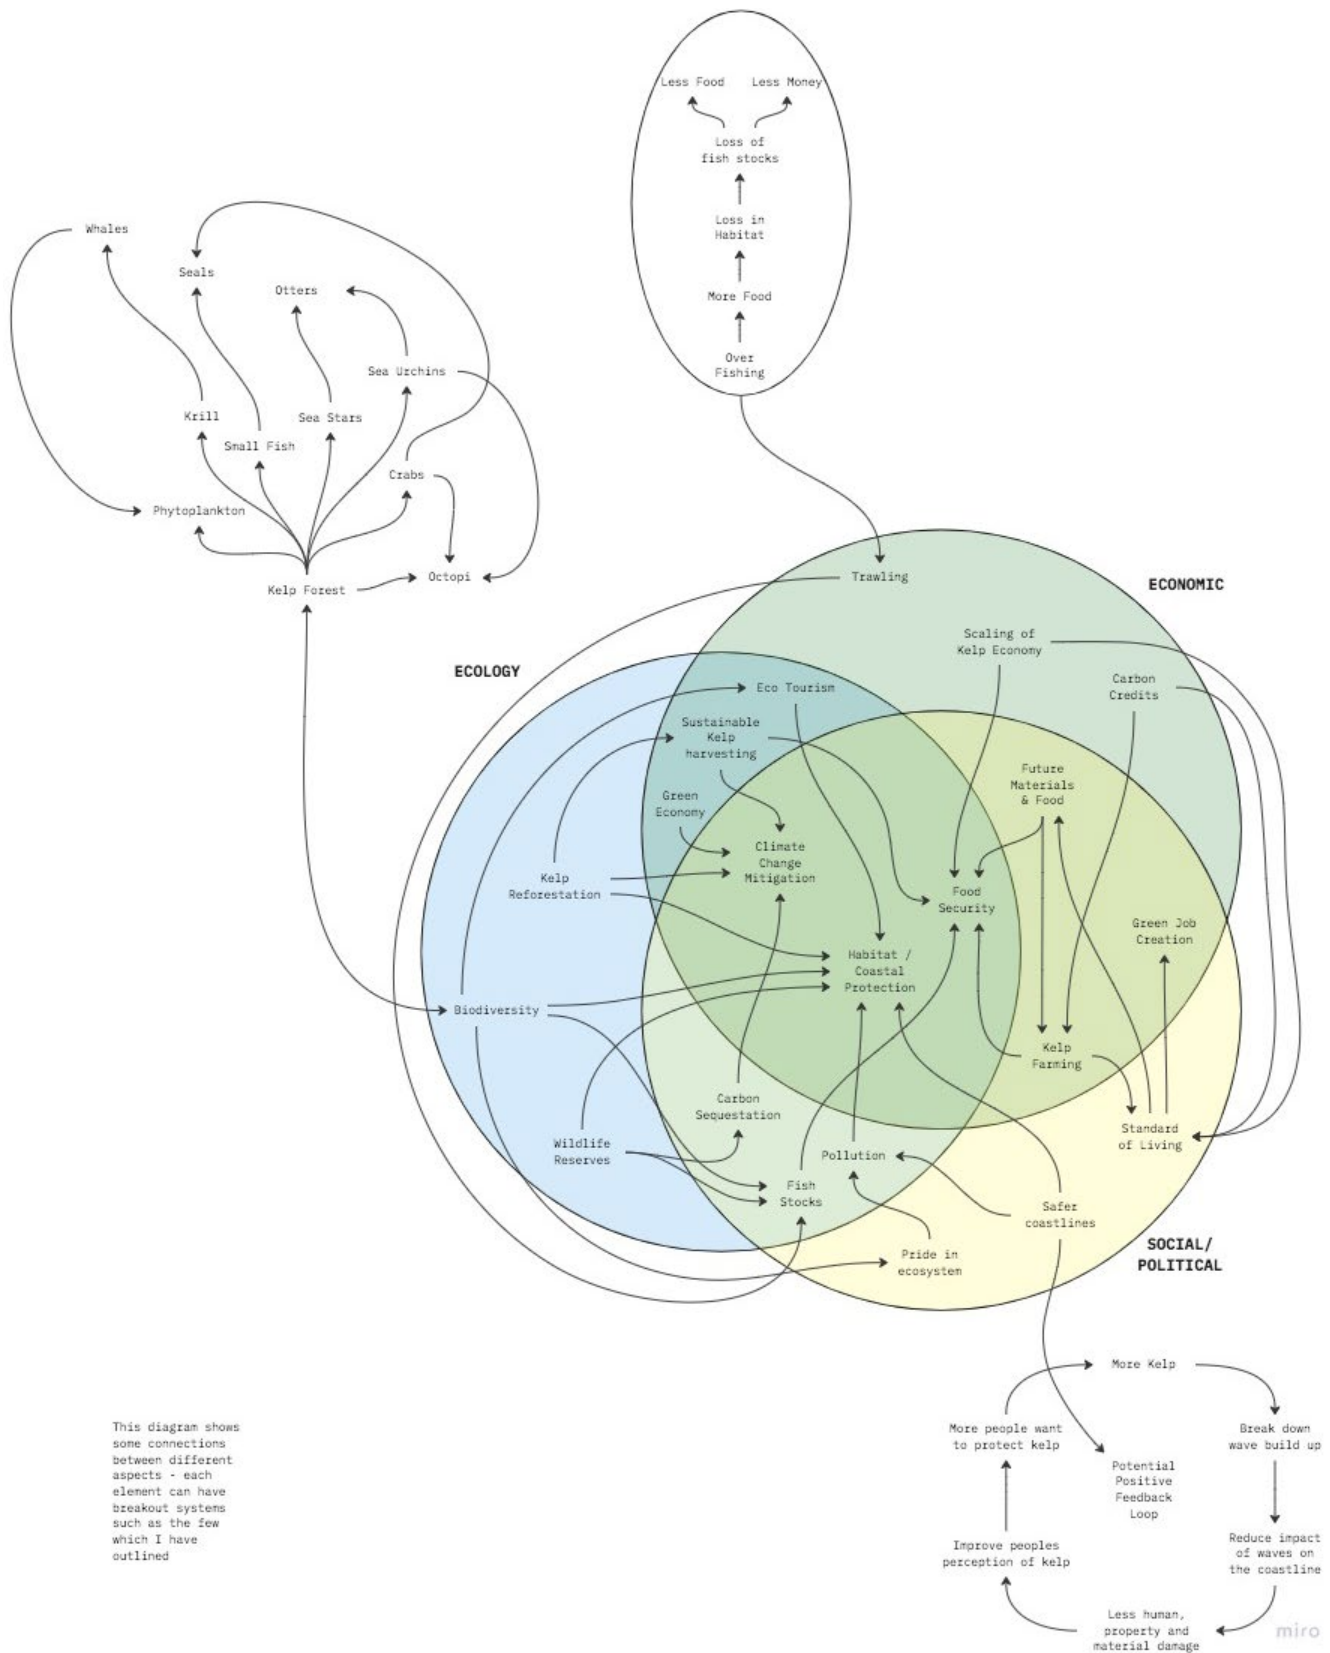 Less Food
Less Money
Loss of
fish stocks
Loss in
Habitat
More Food
Over
Fishing
Whales
Seals
Otters
Sea Urchins
Krill
Sea Stars
Small Fish
Crabs
Phytoplankton
Kelp Forest
Octopi
Trawling
ECONOMIC
Scaling of
Kelp Economy
ECOLOGY
Carbon
Credits
Eco Tourism
Sustainable
Kelp
harvesting
Future
Materials
& Food
Green
Economy
Climate
Change
Mitigation
Kelp
Reforestation
Food
Security
Green Job
Creation
Habitat /
Coastal
Protection
Biodiversity
Kelp
Farming
Carbon
Sequestation
Standard
of Living
Wildlife
Reserves
Pollution
Fish
Stocks
Safer
coastlines
Pride in
ecosystem
SOCIAL/
POLITICAL
More Kelp
More people want
to protect kelp
Break down
wave build up
Potential
Positive
Feedback
Loop
Improve peoples
perception of kelp
Reduce impact
of waves on
the coastline
Less human,
property and
material damage
This diagram shows
some connections
between different
aspects - each
element can have
breakout systems
such as the few
which I have
outlined
miro